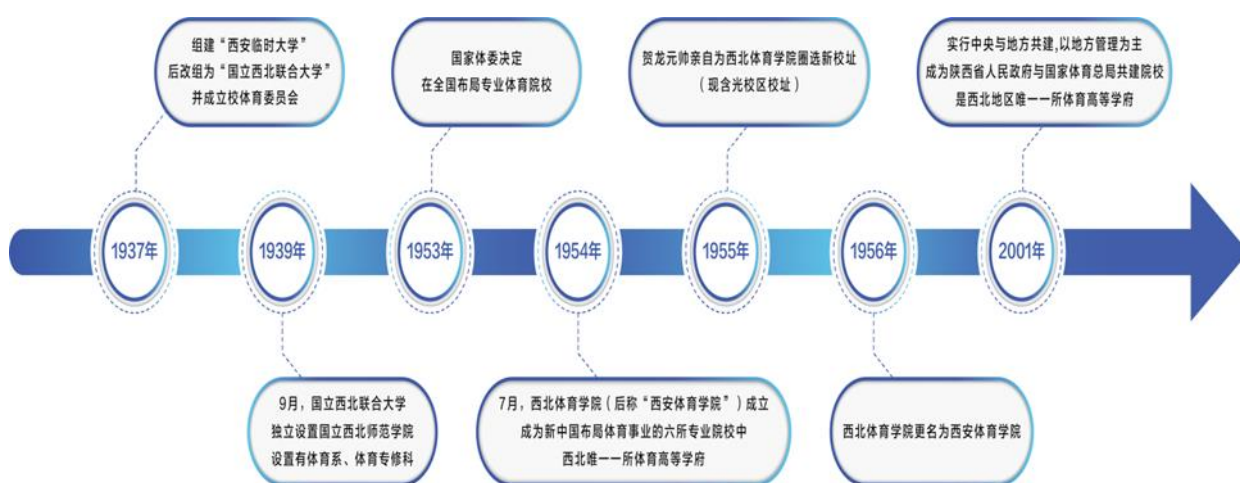 组建“西安临时大学”
后改组为“国立西北联合大学”
并成立校体育委员会
国家体委决定
在全国布局专业体育院校
贺龙元帅亲自为西北体育学院圈选新校址
（现含光校区校址）
实行中央与地方共建,以地方管理为主
成为陕西省人民政府与国家体育总局共建院校
是西北地区唯一一所体育高等学府
1937年
1939年
1953年
1954年
1955年
1956年
2001年
9月，国立西北联合大学
独立设置国立西北师范学院
设置有体育系、体育专修科
7月，西北体育学院（后称“西安体育学院”）成立
成为新中国布局体育事业的六所专业院校中
西北唯一一所体育高等学府
西北体育学院更名为西安体育学院